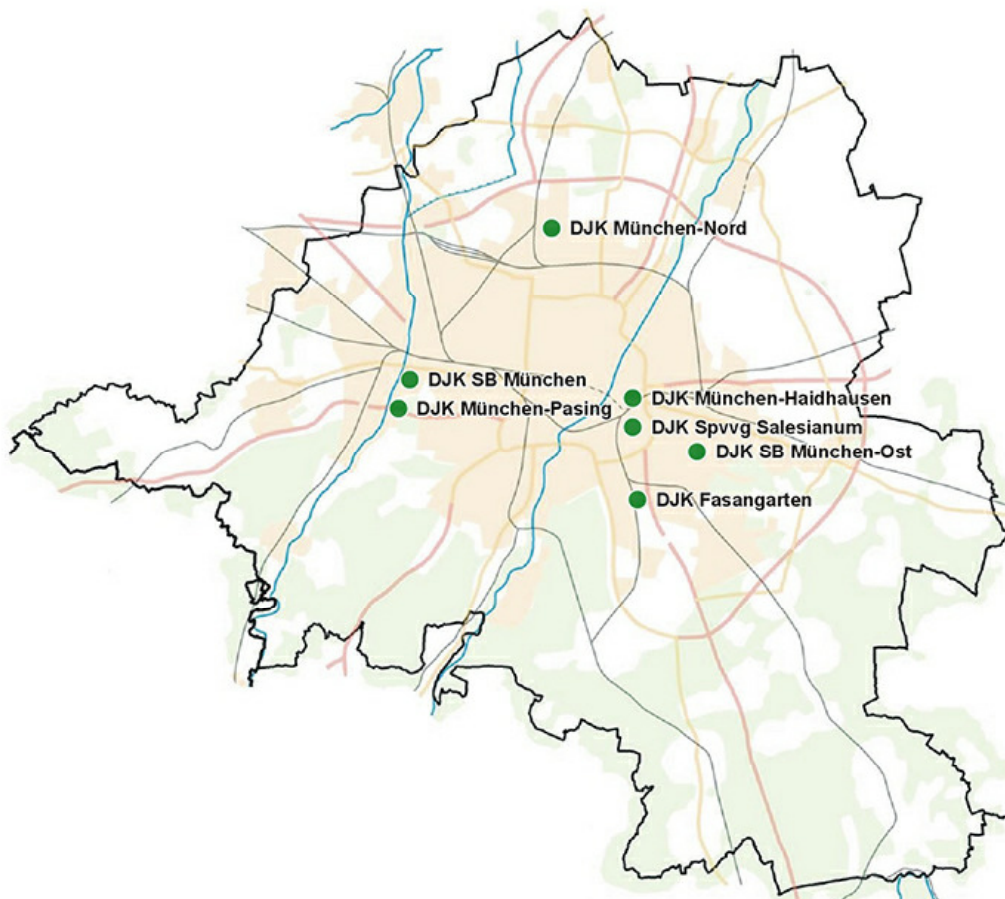 DJK München-Nord
DJK SB München
DJK München-Pasing
DJK München-Haidhausen
DJK Spvvg Salesianum
DJK SB München-Ost
DJK Fasangarten